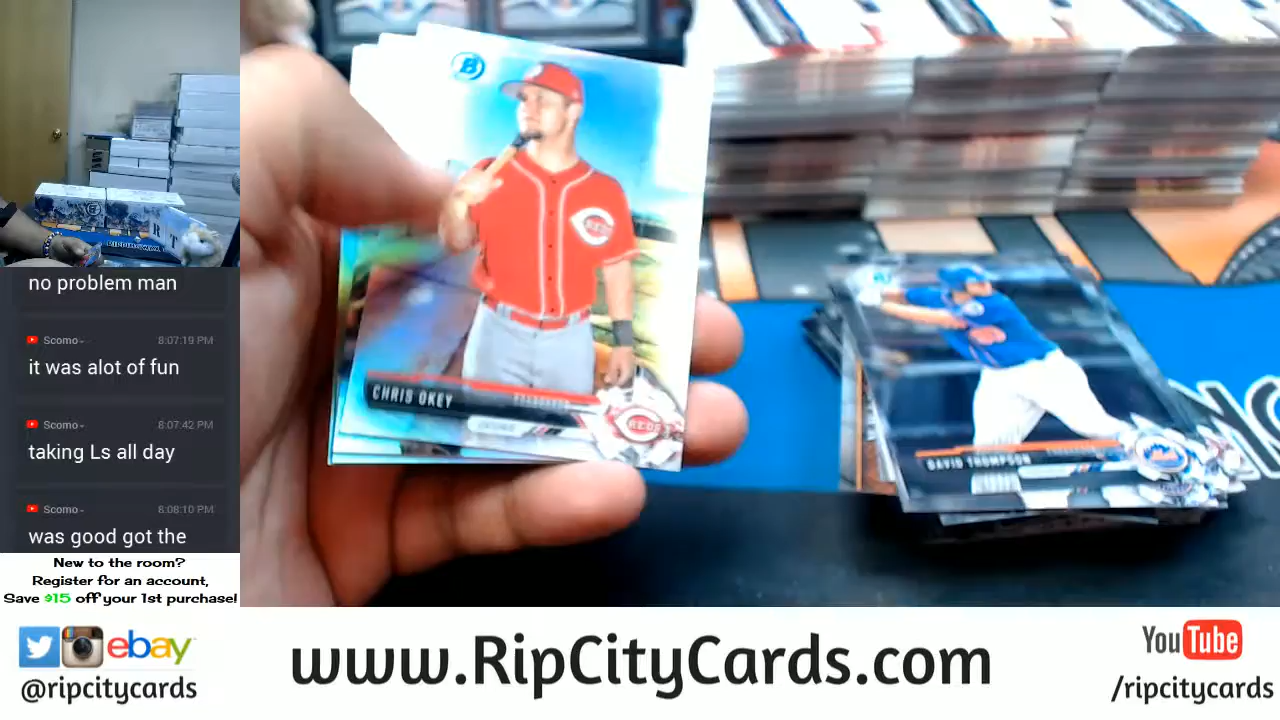 no problem man
Scomo- 8:07:19 PM
it was alot of fun
Scomo- 8:07:42 PM
taking Ls all day
Scomo- 8:08:10 PM
was good got the
New to the room?
Register for an account,
Save $15 off your 1st purchase!
ebay
@ripcitycards
www.RipCityCards.com
YouTube
/ripcitycards
B
REDS
CHRIS OKEY
REDS
DAVID THOMPSON
R T